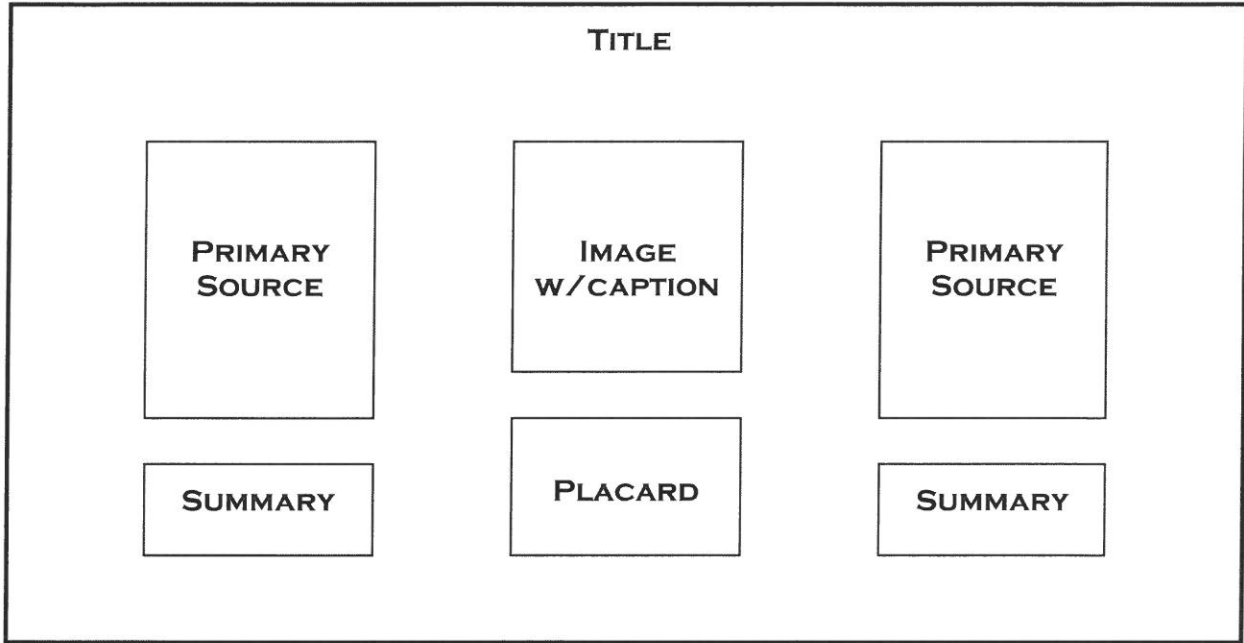 TITLE
PRIMARY
SOURCE
IMAGE
W/CAPTION
PRIMARY
SOURCE
SUMMARY
PLACARD
SUMMARY